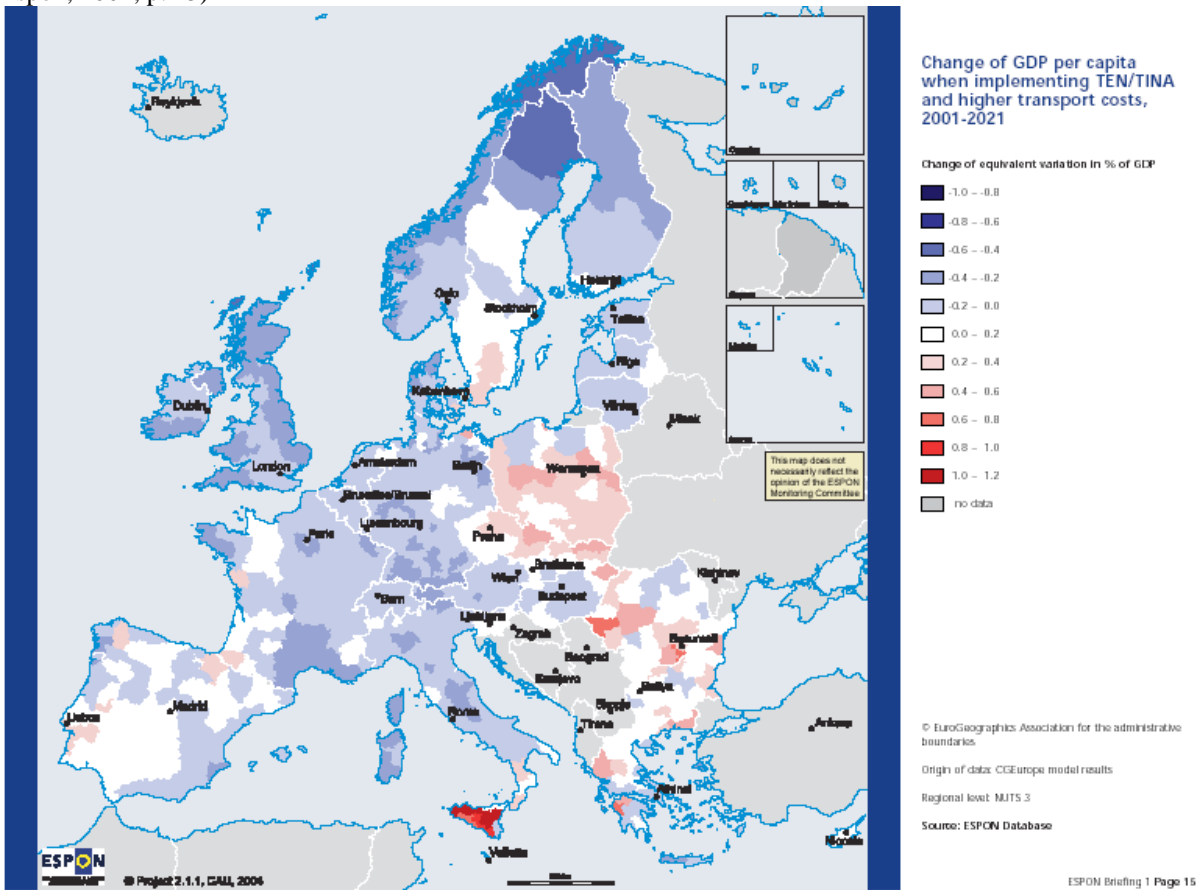 Change of GDP per capita
when implementing TEN/TINA
and higher transport costs,
2001-2021
Change of equivalent variation in % of GDP
-1.0 – -0.8
-0.8 – -0.6
-0.6 – -0.4
-0.4 – -0.2
-0.2 – 0.0
0.0 – 0.2
0.2 – 0.4
0.4 – 0.6
0.6 – 0.8
0.8 – 1.0
1.0 – 1.2
no data
Reykjavik
Oslo
Stockholm
Helsinki
Tallinn
Riga
Vilnius
Minsk
København
Dublin
London
Amsterdam
Berlin
Warszawa
Bruxelles/Brussel
Luxembourg
Paris
Praha
Wien
Bratislava
Budapest
Kishinev
Bern
Ljubljana
Zagreb
Beograd
Bucuresti
Sarajevo
Sofiya
Skopje
Tirana
Madrid
Lisboa
Roma
Ankara
Athinai
Valletta
Nicosia
This map does not
necessarily reflect the
opinion of the ESPON
Monitoring Committee
ESPON
© Project 2.1.1, CAU, 2006
© EuroGeographics Association for the administrative
boundaries
Origin of data: CGEurope model results
Regional level: NUTS 3
Source: ESPON Database
ESPON Briefing 1 Page 15